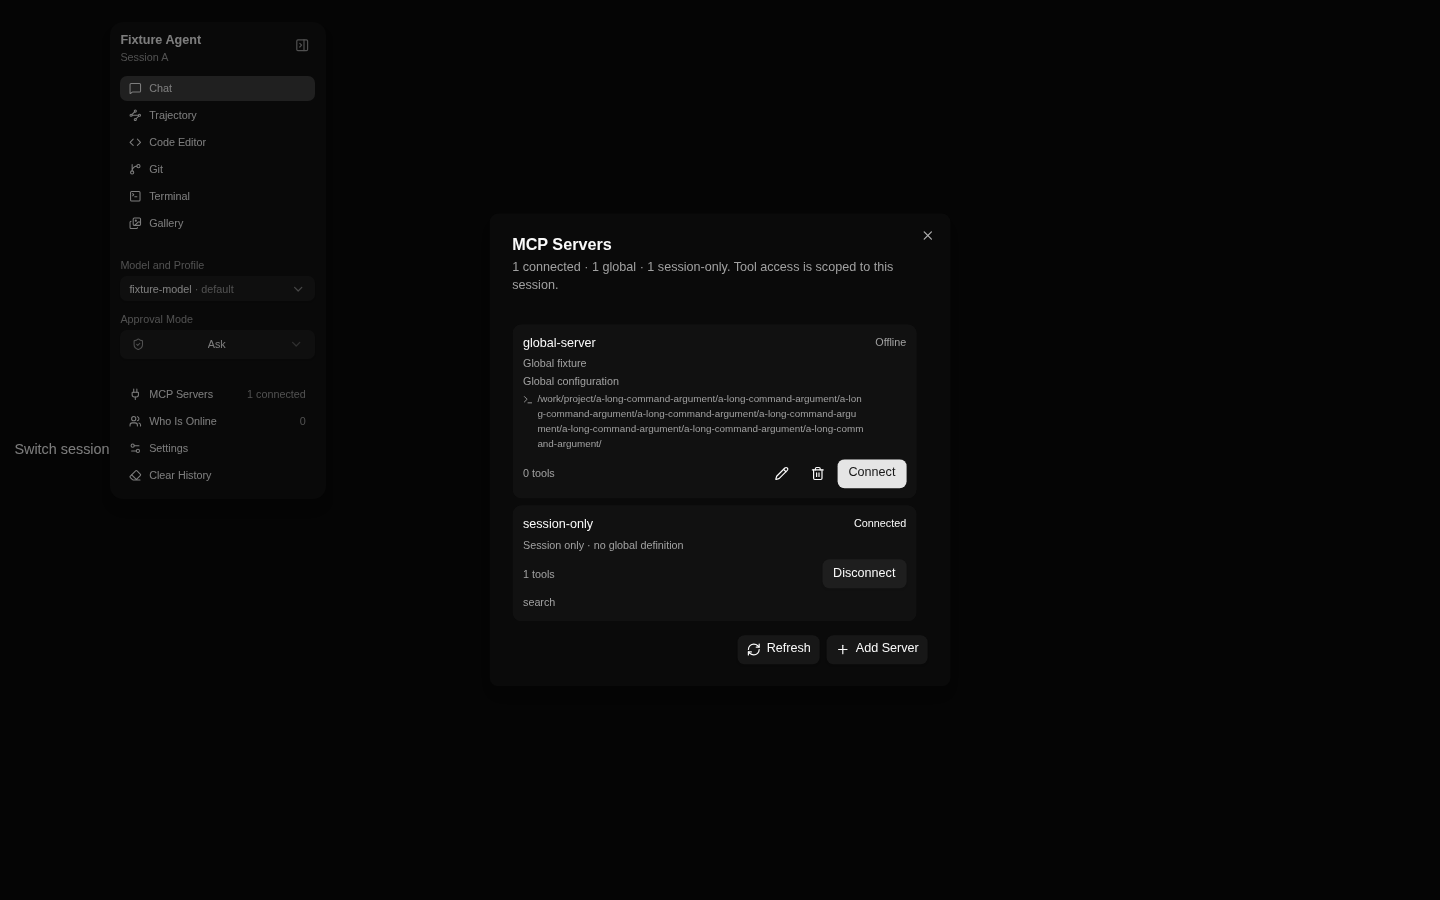 Fixture Agent
Session A
Chat
Trajectory
Code Editor
Git
Terminal
Gallery
Model and Profile
fixture-model · default
Approval Mode
Ask
MCP Servers 1 connected
Who Is Online 0
Settings
Clear History
Switch session
MCP Servers
1 connected · 1 global · 1 session-only. Tool access is scoped to this
session.
global-server Offline
Global fixture
Global configuration
/work/project/a-long-command-argument/a-long-command-argument/a-lon
g-command-argument/a-long-command-argument/a-long-command-argu
ment/a-long-command-argument/a-long-command-argument/a-long-comm
and-argument/
0 tools Connect
session-only Connected
Session only · no global definition
1 tools Disconnect
search
Refresh Add Server